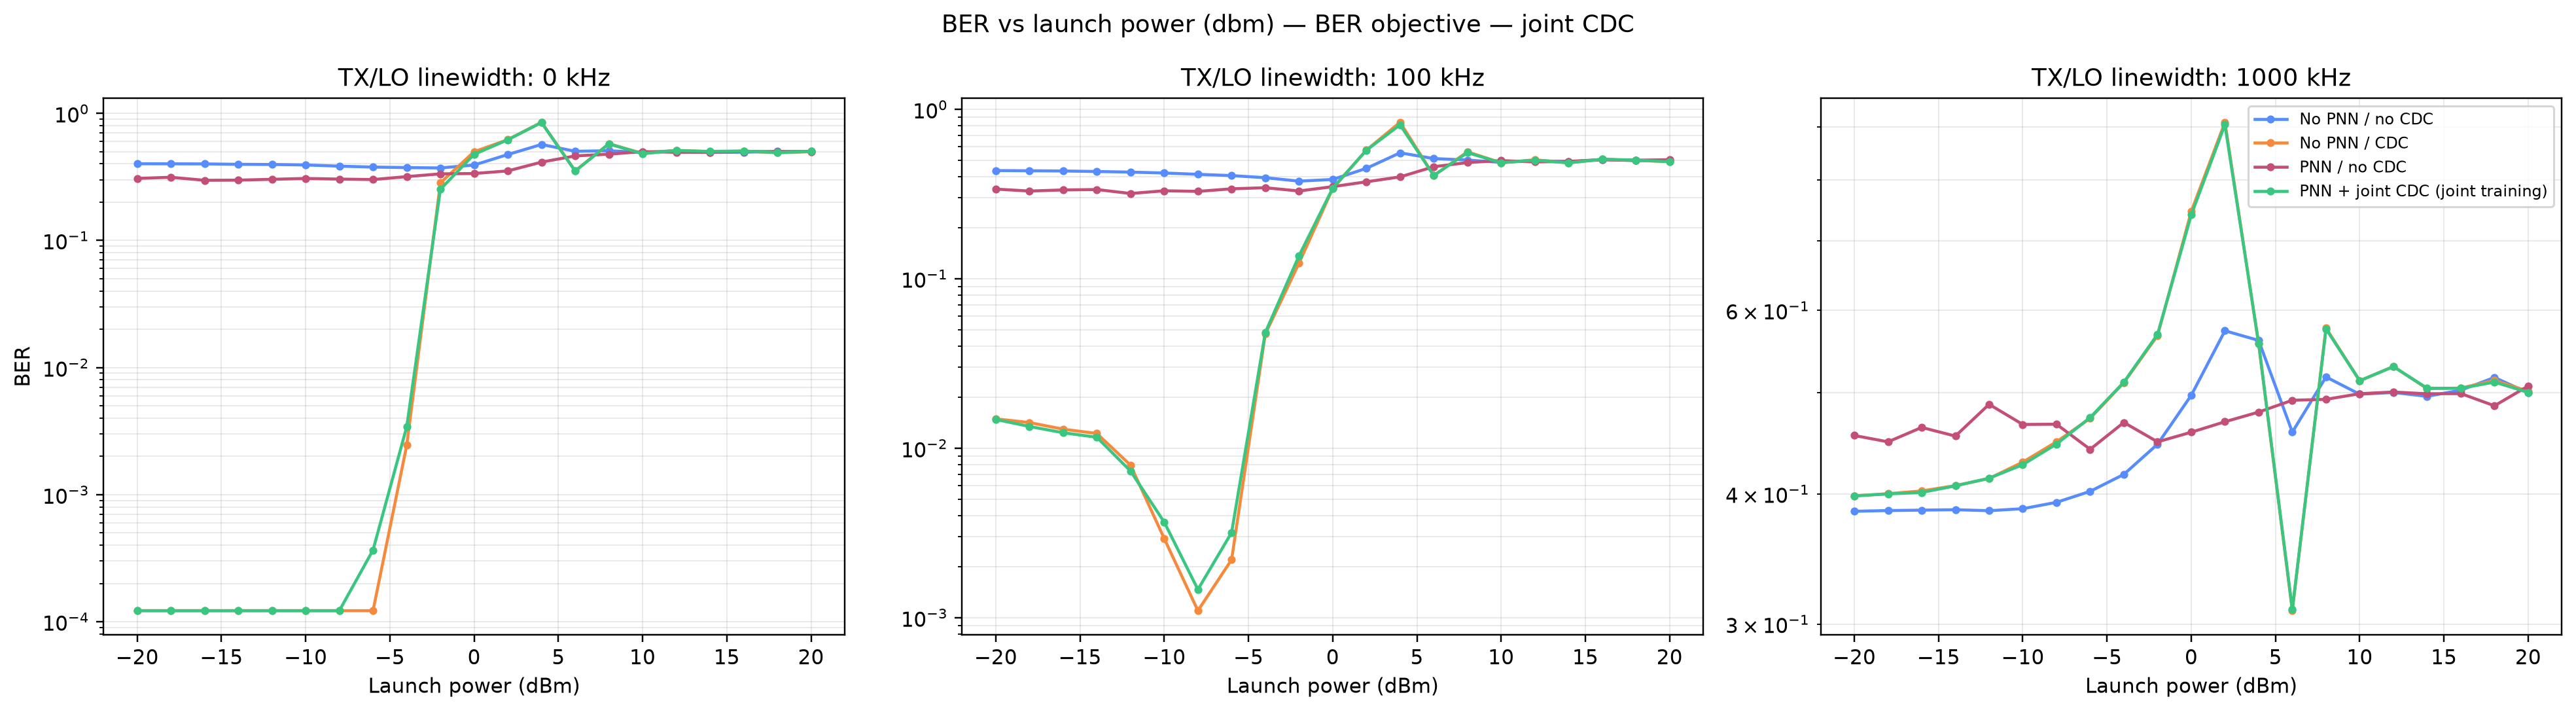 BER vs launch power (dbm) — BER objective — joint CDC
TX/LO linewidth: 0 kHz
BER
10⁰
10⁻¹
10⁻²
10⁻³
10⁻⁴
−20 −15 −10 −5 0 5 10 15 20
Launch power (dBm)
TX/LO linewidth: 100 kHz
10⁰
10⁻¹
10⁻²
10⁻³
−20 −15 −10 −5 0 5 10 15 20
Launch power (dBm)
TX/LO linewidth: 1000 kHz
No PNN / no CDC
No PNN / CDC
PNN / no CDC
PNN + joint CDC (joint training)
6 × 10⁻¹
4 × 10⁻¹
3 × 10⁻¹
−20 −15 −10 −5 0 5 10 15 20
Launch power (dBm)